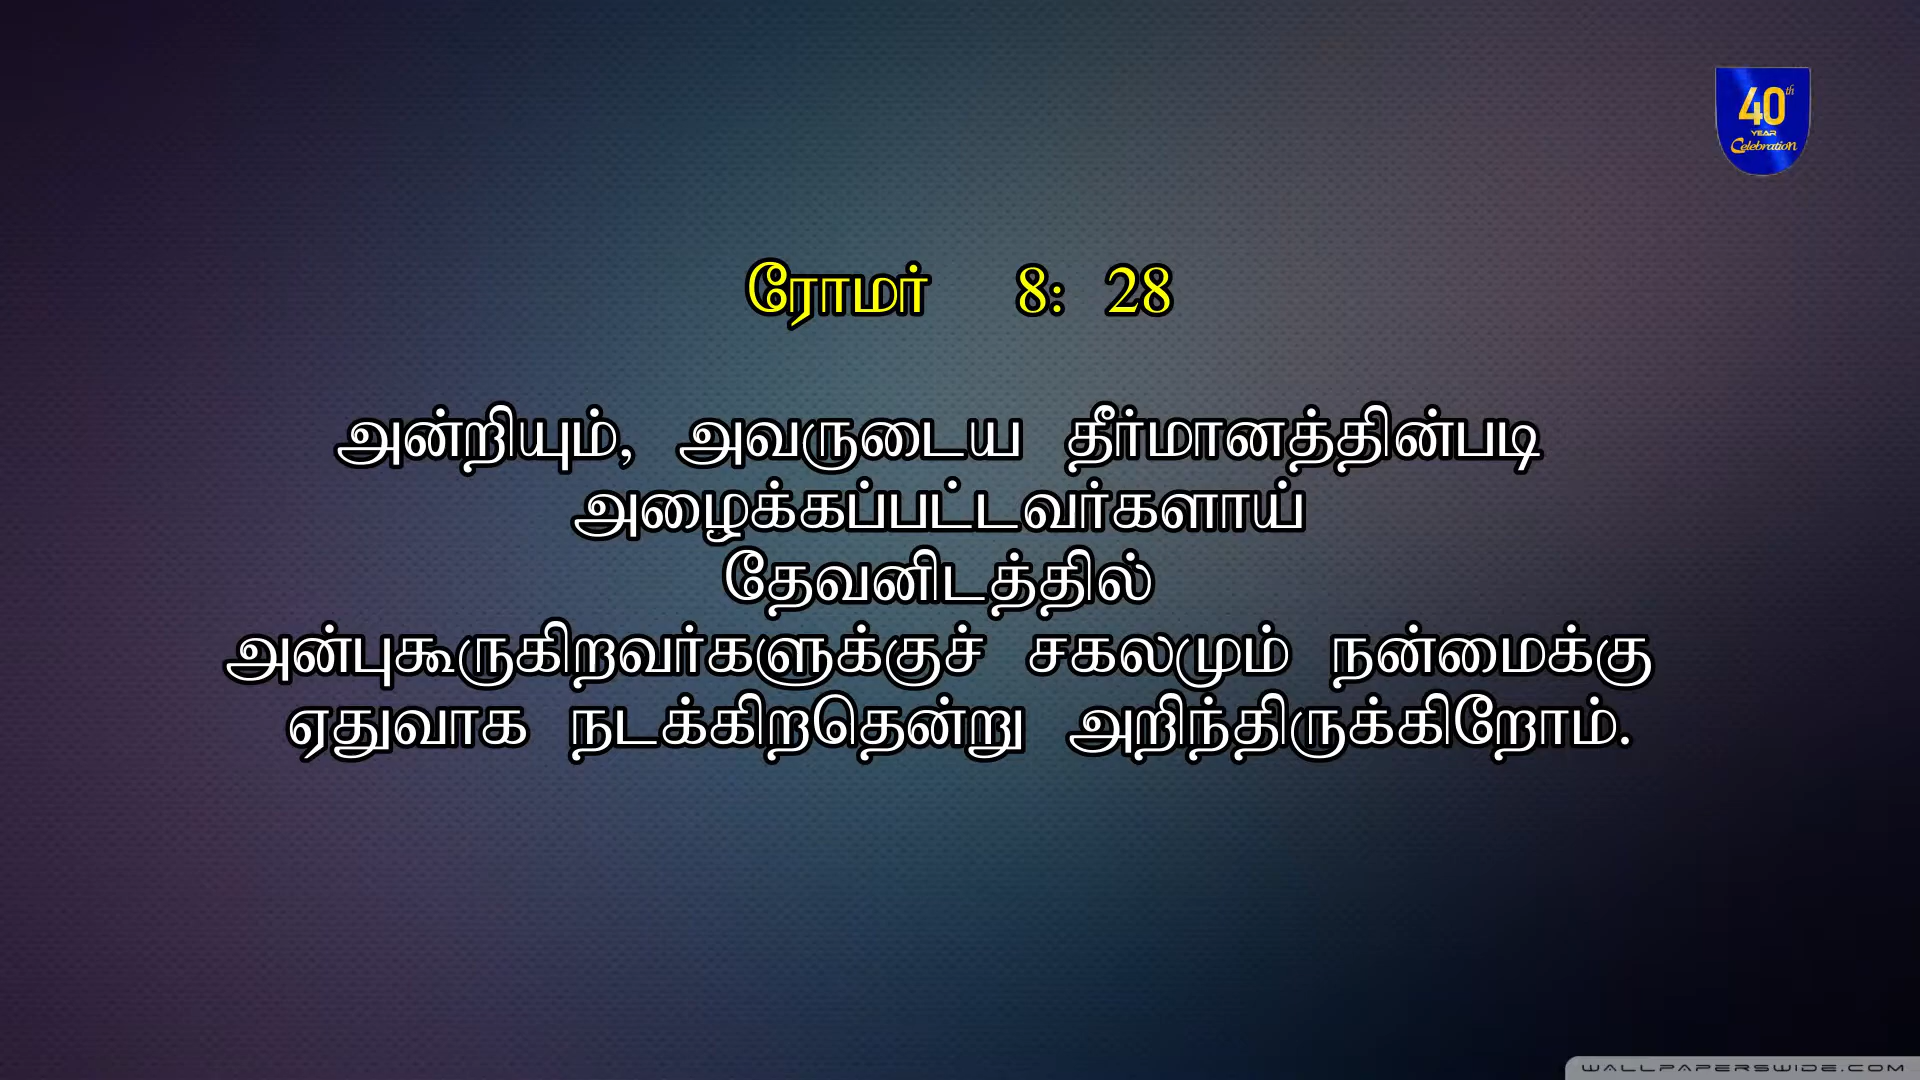 40th
YEAR
Celebration
ரோமர் 8: 28
அன்றியும், அவருடைய தீர்மானத்தின்படி
அழைக்கப்பட்டவர்களாய்
தேவனிடத்தில்
அன்புகூருகிறவர்களுக்குச் சகலமும் நன்மைக்கு
ஏதுவாக நடக்கிறதென்று அறிந்திருக்கிறோம்.
WALLPAPERSWIDE.COM